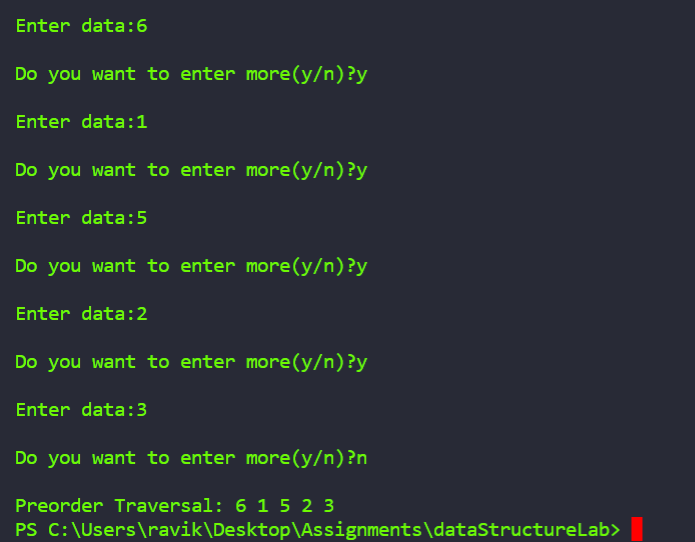 Enter data:6
Do you want to enter more(y/n)?y
Enter data:1
Do you want to enter more(y/n)?y
Enter data:5
Do you want to enter more(y/n)?y
Enter data:2
Do you want to enter more(y/n)?y
Enter data:3
Do you want to enter more(y/n)?n
Preorder Traversal: 6 1 5 2 3
PS C:\Users\ravik\Desktop\Assignments\dataStructureLab>